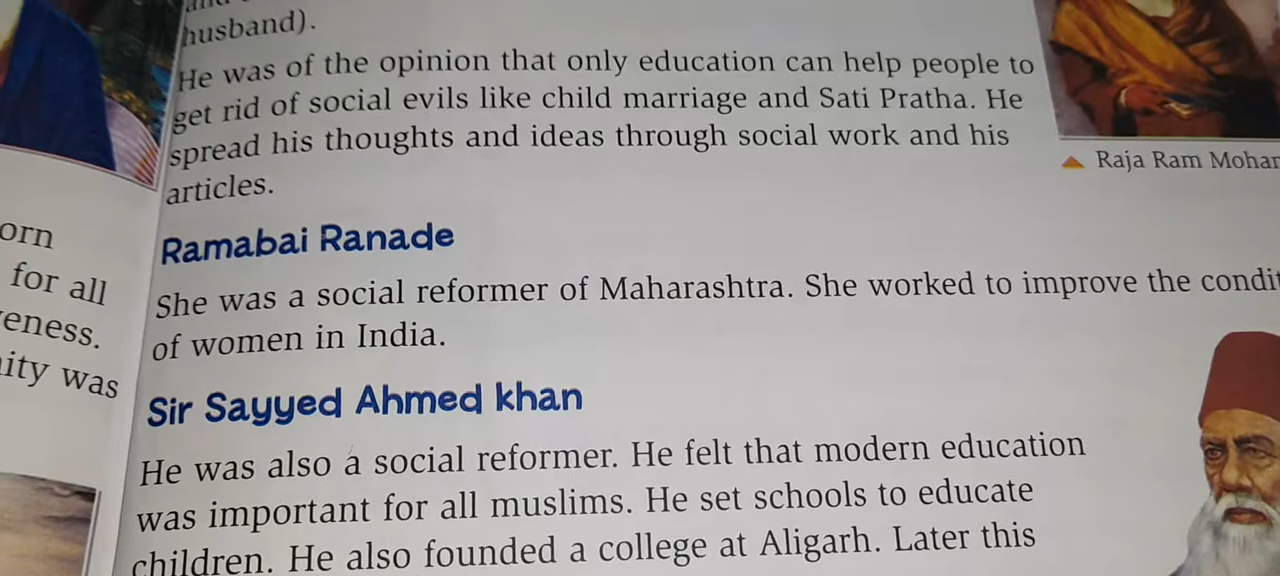 husband).
He was of the opinion that only education can help people to
get rid of social evils like child marriage and Sati Pratha. He
spread his thoughts and ideas through social work and his
articles.
Raja Ram Mohan
Ramabai Ranade
She was a social reformer of Maharashtra. She worked to improve the
of women in India.
Sir Sayyed Ahmed khan
He was also a social reformer. He felt that modern education
was important for all muslims. He set schools to educate
children. He also founded a college at Aligarh. Later this
for all
was